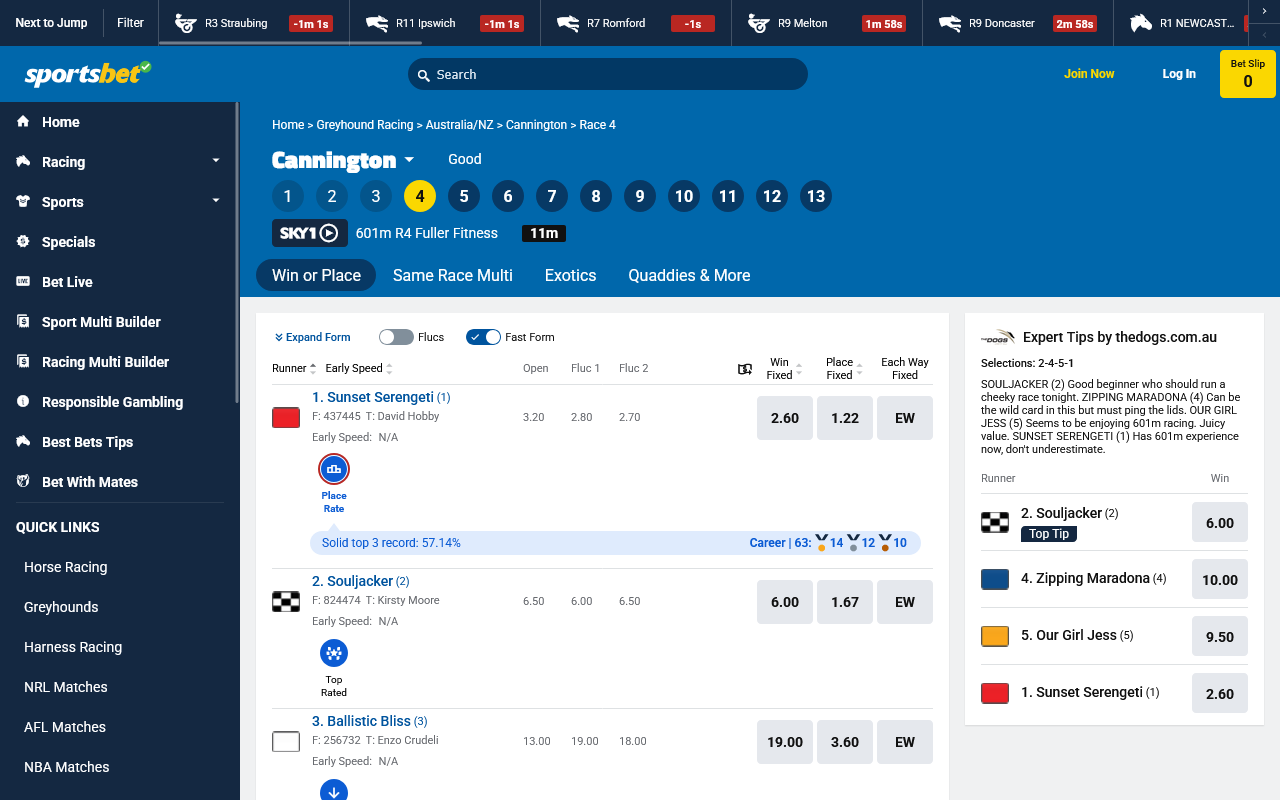 Next to Jump
Filter
R3 Straubing
-1m 1s
R11 Ipswich
-1m 1s
R7 Romford
-1s
R9 Melton
1m 58s
R9 Doncaster
2m 58s
R1 NEWCAST...
sportsbet
Search
Join Now
Log In
Bet Slip
0
Home
Racing
Sports
Specials
Bet Live
Sport Multi Builder
Racing Multi Builder
Responsible Gambling
Best Bets Tips
Bet With Mates
QUICK LINKS
Horse Racing
Greyhounds
Harness Racing
NRL Matches
AFL Matches
NBA Matches
Home > Greyhound Racing > Australia/NZ > Cannington > Race 4
Cannington
Good
1 2 3 4 5 6 7 8 9 10 11 12 13
SKY1
601m R4 Fuller Fitness
11m
Win or Place
Same Race Multi
Exotics
Quaddies & More
Expand Form
Flucs
Fast Form
Runner
Early Speed
Open
Fluc 1
Fluc 2
Win Fixed
Place Fixed
Each Way Fixed
1. Sunset Serengeti (1)
F: 437445 T: David Hobby
Early Speed: N/A
3.20 2.80 2.70
2.60 1.22 EW
Place
Rate
Solid top 3 record: 57.14%
Career | 63: 14 12 10
2. Souljacker (2)
F: 824474 T: Kirsty Moore
Early Speed: N/A
6.50 6.00 6.50
6.00 1.67 EW
Top
Rated
3. Ballistic Bliss (3)
F: 256732 T: Enzo Crudeli
Early Speed: N/A
13.00 19.00 18.00
19.00 3.60 EW
Expert Tips by thedogs.com.au
Selections: 2-4-5-1
SOULJACKER (2) Good beginner who should run a
cheeky race tonight. ZIPPING MARADONA (4) Can be
the wild card in this but must ping the lids. OUR GIRL
JESS (5) Seems to be enjoying 601m racing. Juicy
value. SUNSET SERENGETI (1) Has 601m experience
now, don't underestimate.
Runner
Win
2. Souljacker (2)
Top Tip
6.00
4. Zipping Maradona (4)
10.00
5. Our Girl Jess (5)
9.50
1. Sunset Serengeti (1)
2.60